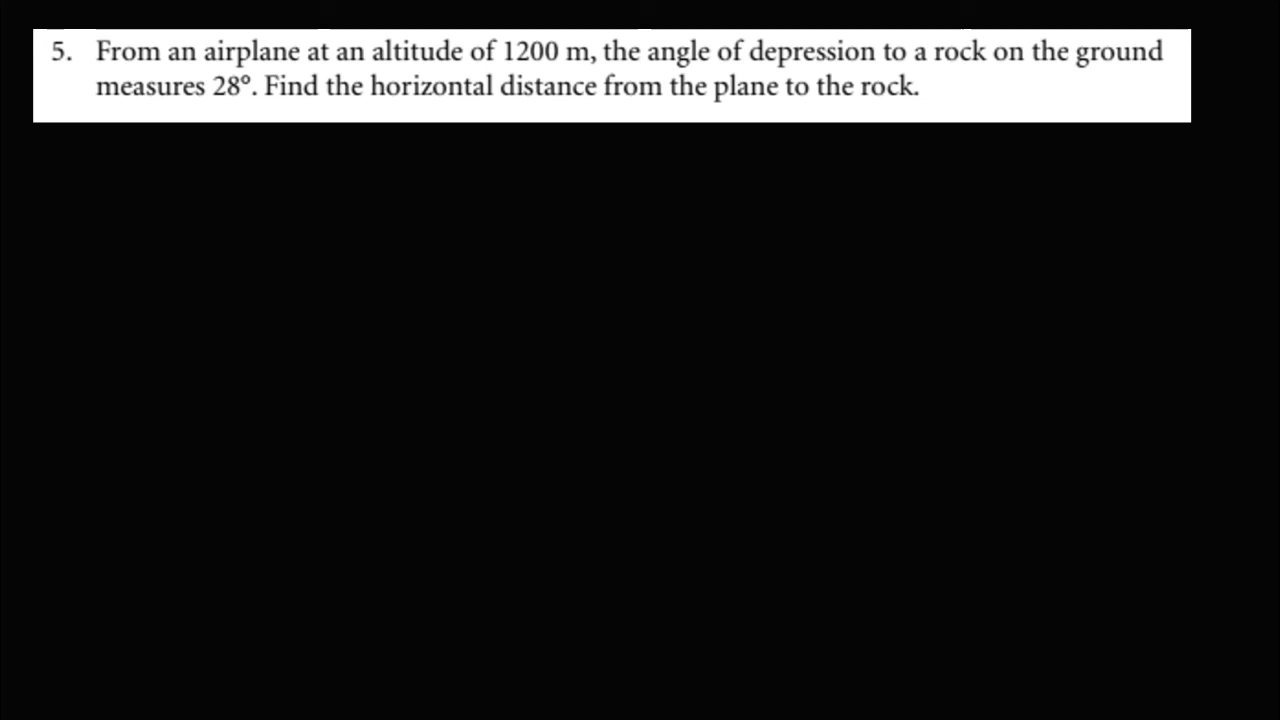 5. From an airplane at an altitude of 1200 m, the angle of depression to a rock on the ground
measures 28°. Find the horizontal distance from the plane to the rock.